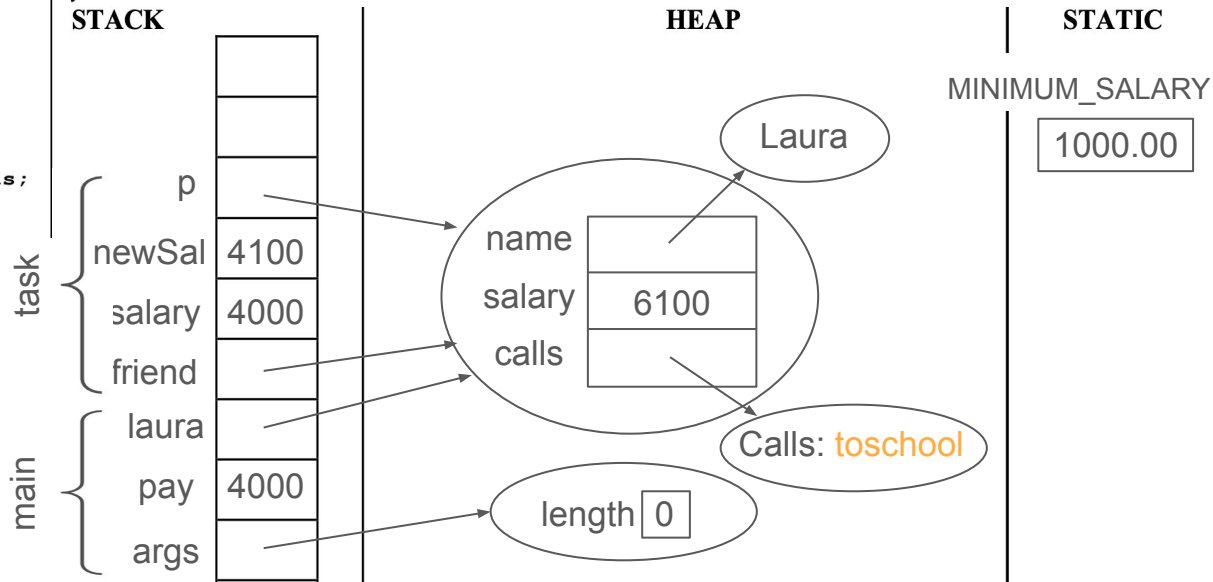 STACK HEAP STATIC
MINIMUM_SALARY
1000.00
Laura
p
newSal 4100
salary 4000
friend
task
laura
pay 4000
args
main
name
salary 6100
calls
Calls: toschool
length 0